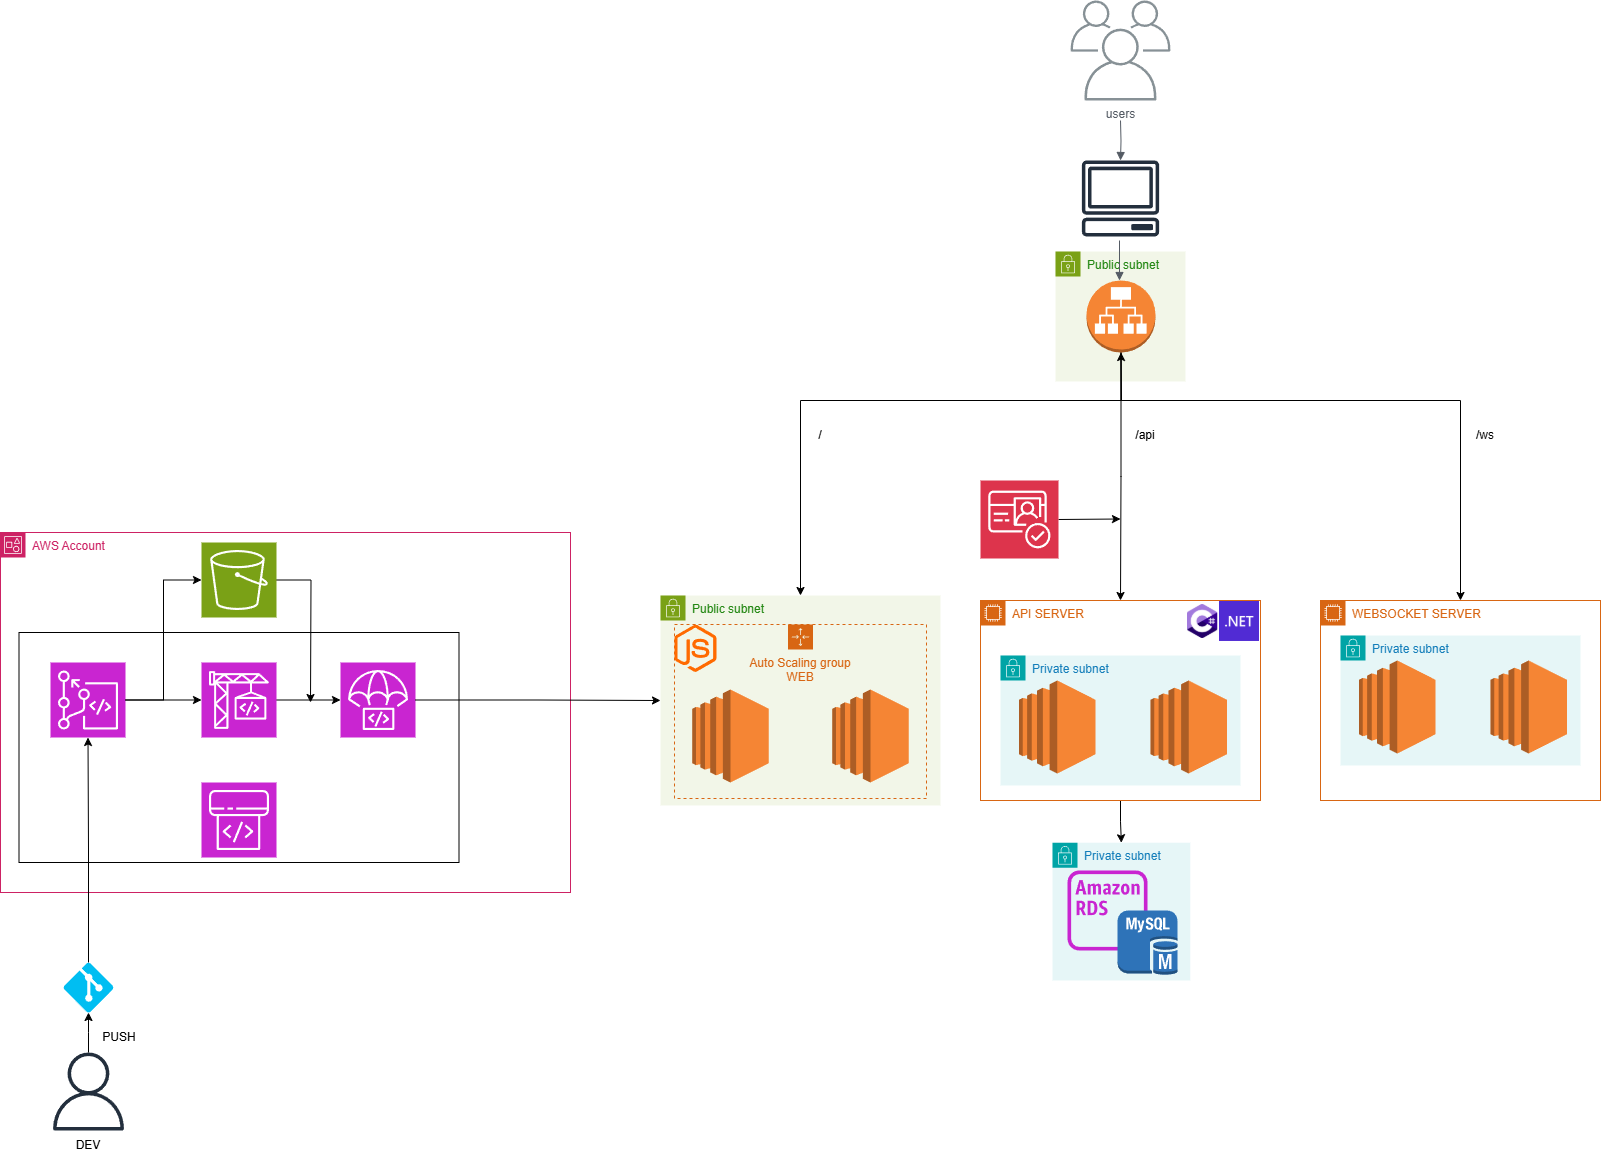 users
Public subnet
/
/api
/ws
AWS Account
Public subnet
JS
Auto Scaling group
WEB
API SERVER
C#
.NET
Private subnet
WEBSOCKET SERVER
Private subnet
Private subnet
Amazon
RDS
MySQL
M
PUSH
DEV